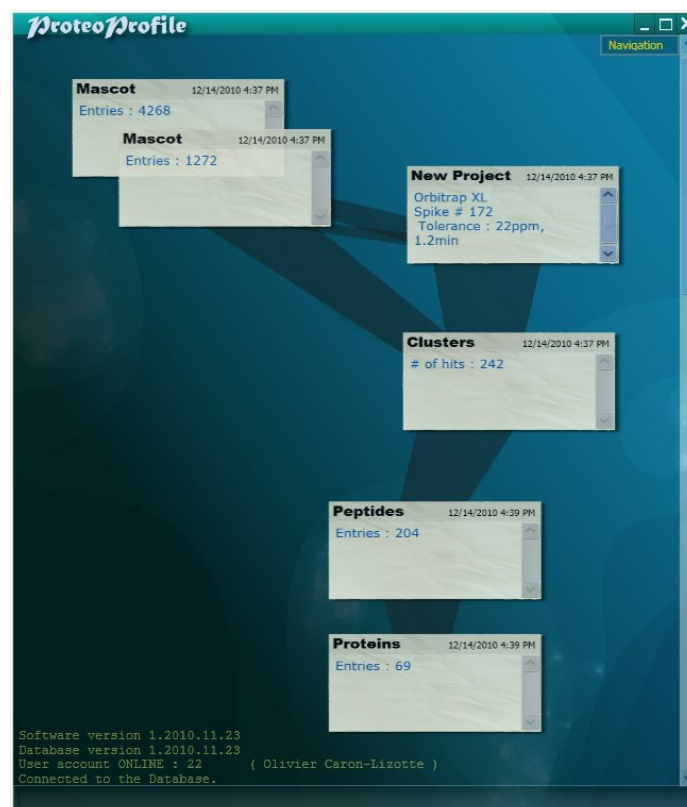 ProteoProfile
Navigation
Mascot 12/14/2010 4:37 PM
Entries : 4268
Mascot 12/14/2010 4:37 PM
Entries : 1272
New Project 12/14/2010 4:37 PM
Orbitrap XL
Spike # 172
Tolerance : 22ppm,
1.2min
Clusters 12/14/2010 4:37 PM
# of hits : 242
Peptides 12/14/2010 4:39 PM
Entries : 204
Proteins 12/14/2010 4:39 PM
Entries : 69
Software version 1.2010.11.23
Database version 1.2010.11.23
User account ONLINE : 22 ( Olivier Caron-Lizotte )
Connected to the Database.